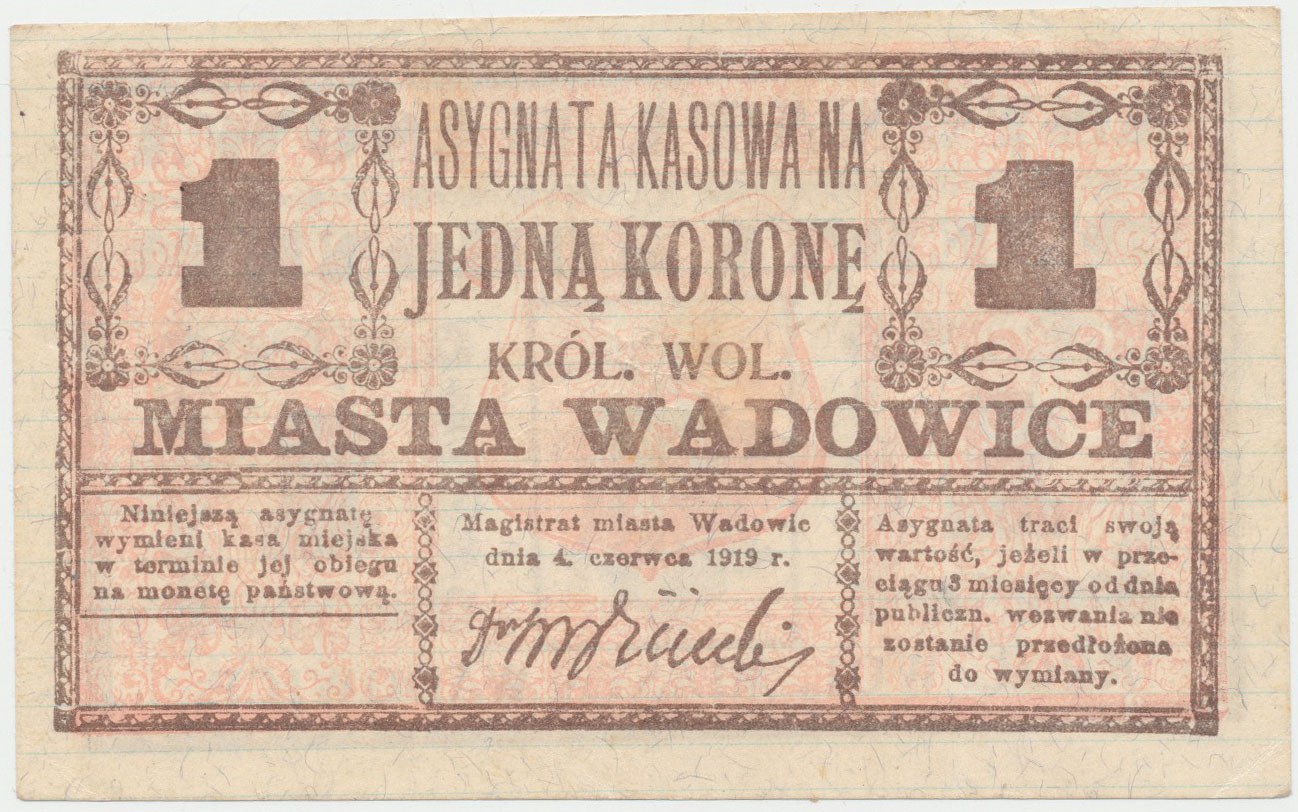 1
ASYGNATA KASOWA NA
1
JEDNĄ KORONĘ
KRÓL. WOL.
MIASTA WADOWICE
Niniejszą asygnatę
wymieni kasa miejska
w terminie jej obiegu
na monetę państwową.
Magistrat miasta Wadowic
dnia 4. czerwca 1919 r.
Asygnata traci swoją
wartość, jeżeli w prze-
ciągu 3 miesięcy od dnia
publiczn. wezwania nie
zostanie przedłożona
do wymiany.